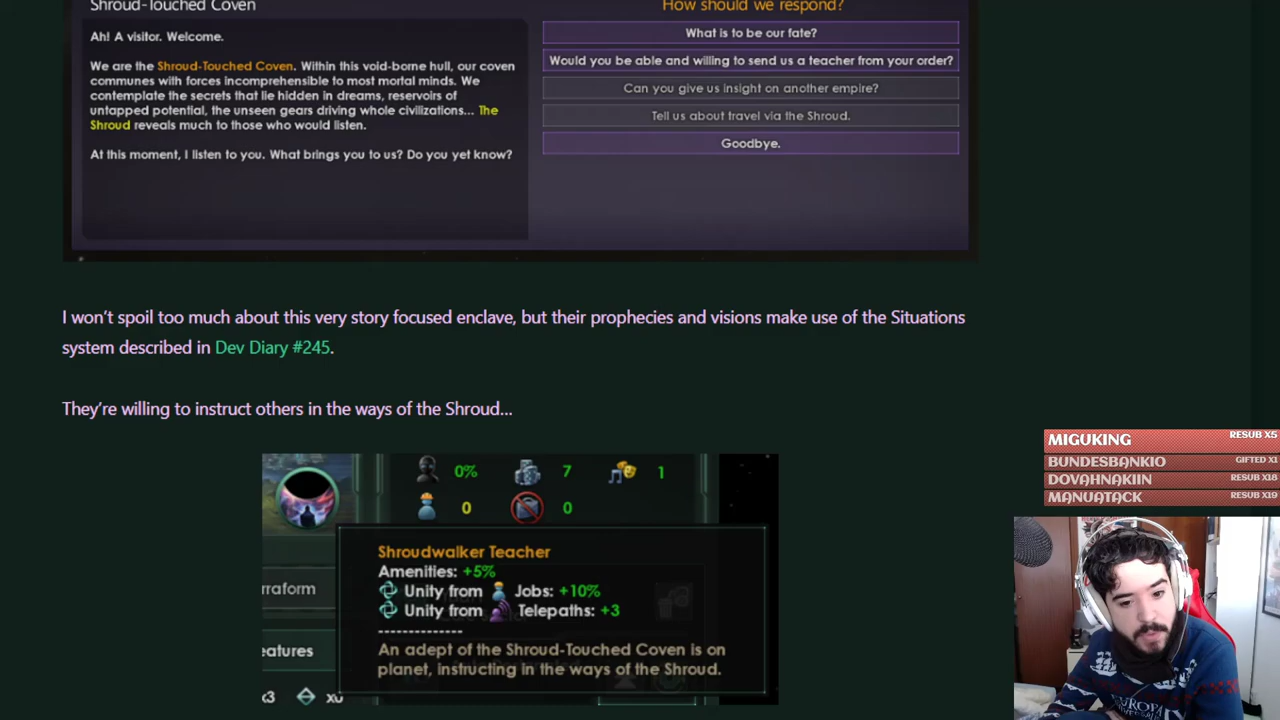 Shroud-Touched Coven
How should we respond?
Ah! A visitor. Welcome.
We are the Shroud-Touched Coven. Within this void-borne hull, our coven
communes with forces incomprehensible to most mortal minds. We
contemplate the secrets that lie hidden in dreams, reservoirs of
untapped potential, the unseen gears driving whole civilizations... The
Shroud reveals much to those who would listen.
At this moment, I listen to you. What brings you to us? Do you yet know?
What is to be our fate?
Would you be able and willing to send us a teacher from your order?
Can you give us insight on another empire?
Tell us about travel via the Shroud.
Goodbye.
I won't spoil too much about this very story focused enclave, but their prophecies and visions make use of the Situations
system described in Dev Diary #245.
They're willing to instruct others in the ways of the Shroud...
0% 7 1
0 0
Shroudwalker Teacher
Amenities: +5%
Unity from Jobs: +10%
Unity from Telepaths: +3
--------------
An adept of the Shroud-Touched Coven is on
planet, instructing in the ways of the Shroud.
rraform
eatures
x3 x0
MIGUKING RESUB X5
BUNDESBANKIO GIFTED X1
DOVAHNAKIIN RESUB X18
MANUATACK RESUB X19
EUROPA